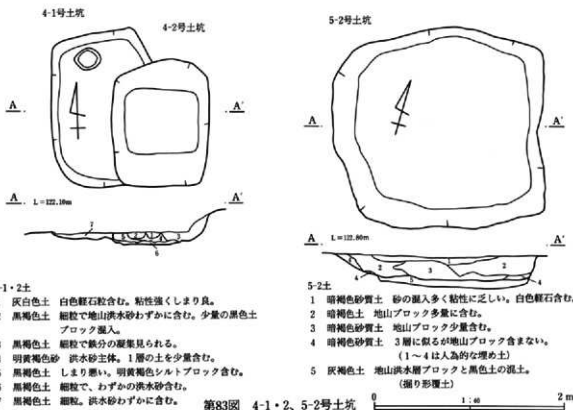 4-1号土坑
4-2号土坑
5-2号土坑
A
A'
A
A'
A
L=122.10m
A'
7
6
A
L=122.80m
A'
1
2
3
2
4
5
4
-1・2土
灰白色土 白色軽石粒含む。粘性強くしまり良。
黒褐色土 細粒で地山洪水砂わずかに含む。少量の黒色土
ブロック混入。
黒褐色土 細粒で鉄分の凝集見られる。
明黄褐色砂 洪水砂主体。1層の土を少量含む。
黒褐色土 しまり悪い。明黄褐色シルトブロック含む。
黒褐色土 細粒で、わずかの洪水砂含む。
黒褐色土 細粒。洪水砂わずかに含む。
5-2土
1 暗褐色砂質土 砂の混入多く粘性に乏しい。白色軽石含む。
2 暗褐色土 地山ブロック多量に含む。
3 暗褐色砂質土 地山ブロック少量含む。
4 暗褐色砂質土 3層に似るが地山ブロック含まない。
(1～4は人為的な埋め土)
5 灰褐色土 地山洪水層ブロックと黒色土の混土。
(掘り形覆土)
第83図 4-1・2、5-2号土坑
0 1:40 2m